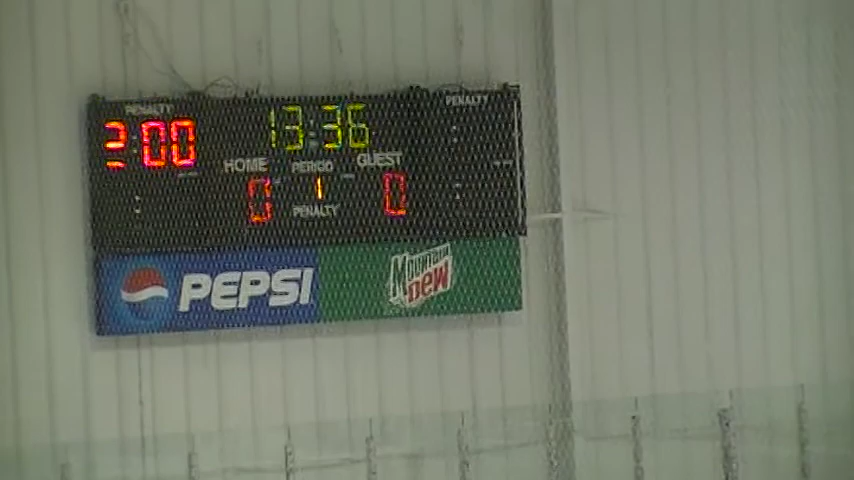 PENALTY
PENALTY
2:00
13:36
HOME
PERIOD
GUEST
0
1
0
PENALTY
PEPSI
Mountain
Dew